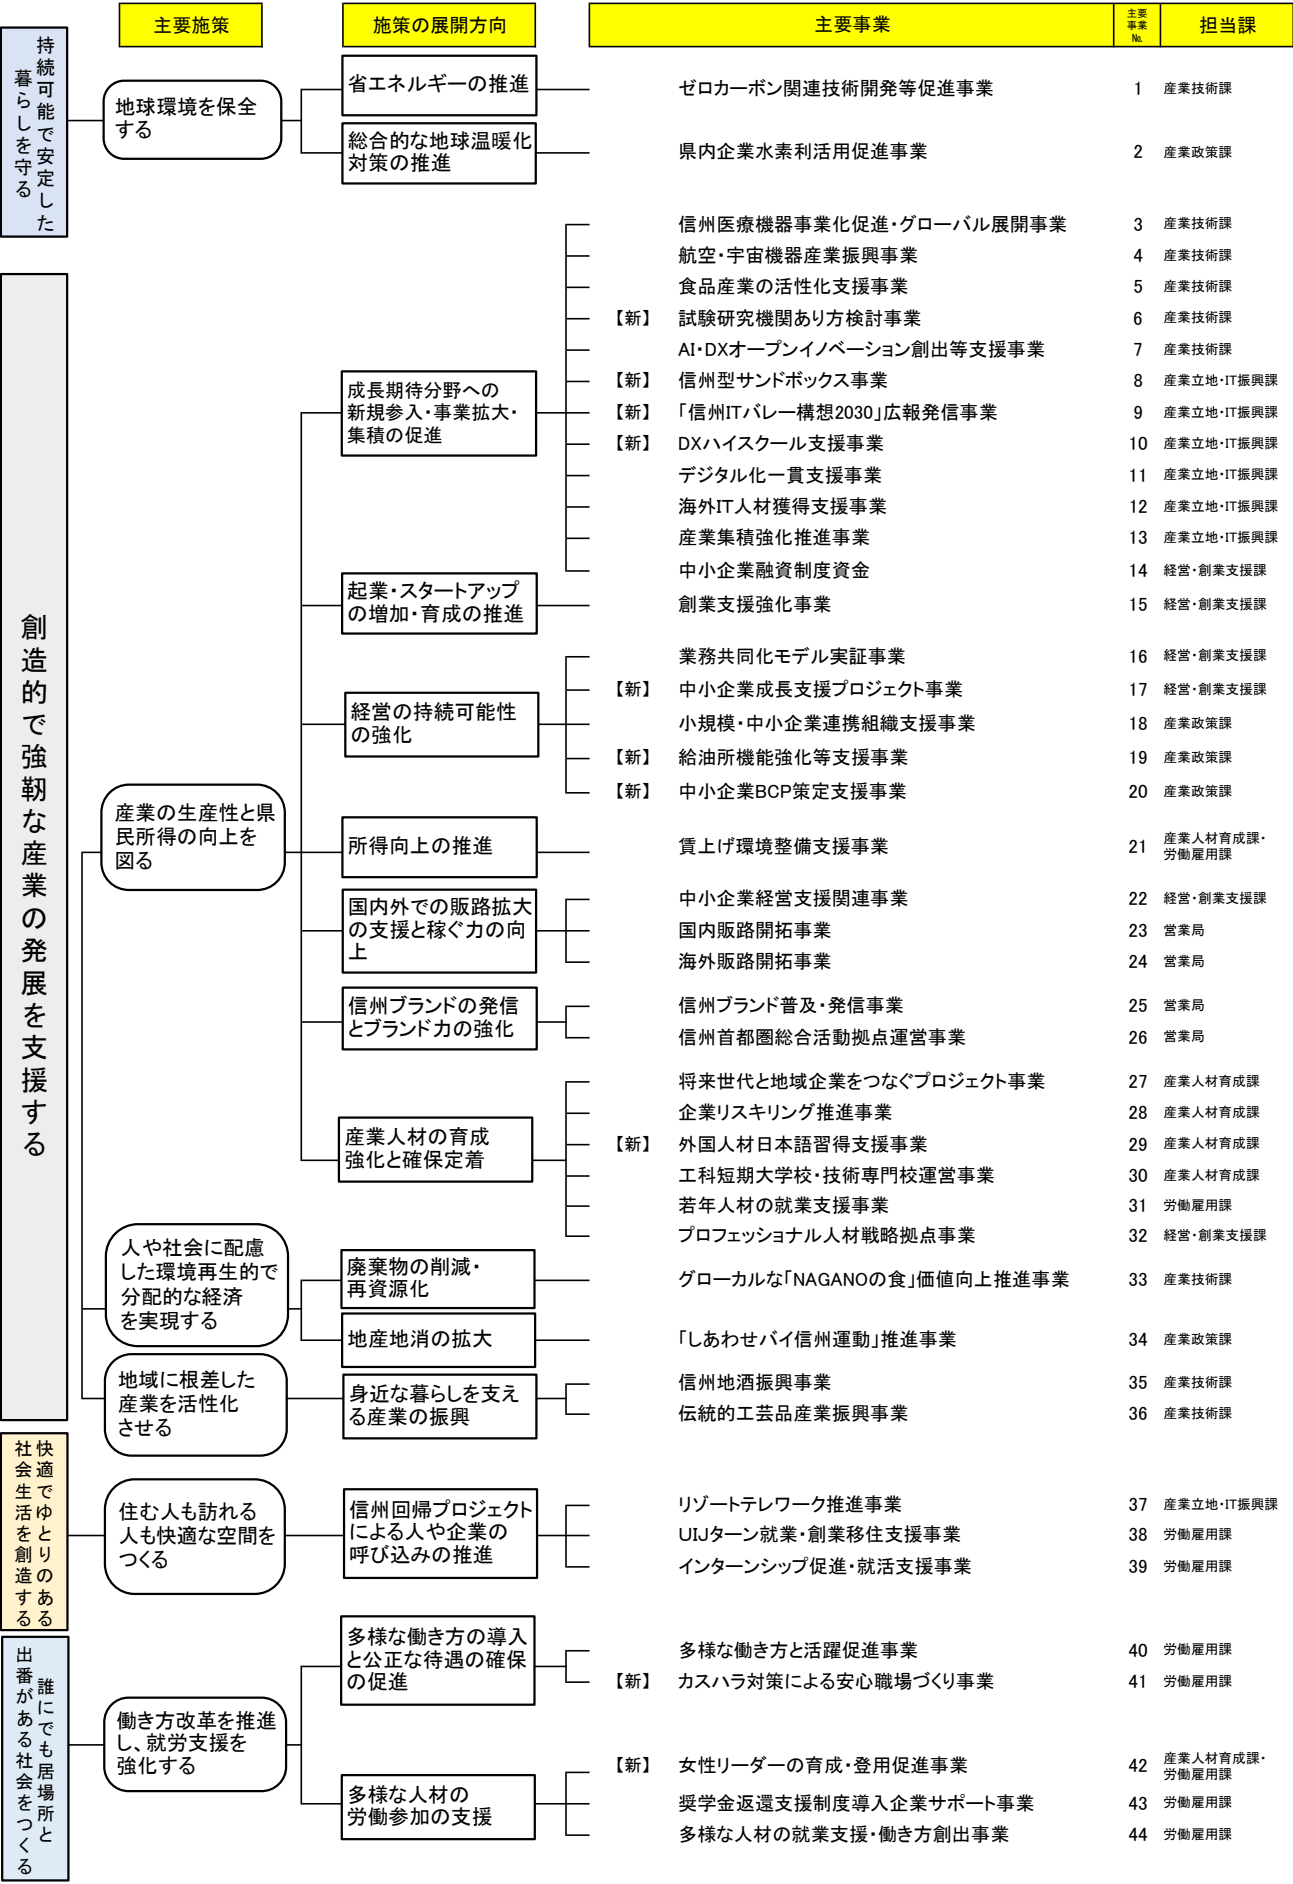 主要施策
施策の展開方向
主要事業
主要
事業
№
担当課
持続可能で安定した
暮らしを守る
地球環境を保全
する
省エネルギーの推進
ゼロカーボン関連技術開発等促進事業 1 産業技術課
総合的な地球温暖化
対策の推進
県内企業水素利活用促進事業 2 産業政策課
創造的で強靭な産業の発展を支援する
産業の生産性と県
民所得の向上を
図る
成長期待分野への
新規参入・事業拡大・
集積の促進
信州医療機器事業化促進・グローバル展開事業 3 産業技術課
航空・宇宙機器産業振興事業 4 産業技術課
食品産業の活性化支援事業 5 産業技術課
【新】 試験研究機関あり方検討事業 6 産業技術課
AI・DXオープンイノベーション創出等支援事業 7 産業技術課
【新】 信州型サンドボックス事業 8 産業立地・IT振興課
【新】 「信州ITバレー構想2030」広報発信事業 9 産業立地・IT振興課
【新】 DXハイスクール支援事業 10 産業立地・IT振興課
デジタル化一貫支援事業 11 産業立地・IT振興課
海外IT人材獲得支援事業 12 産業立地・IT振興課
産業集積強化推進事業 13 産業立地・IT振興課
中小企業融資制度資金 14 経営・創業支援課
起業・スタートアップ
の増加・育成の推進
創業支援強化事業 15 経営・創業支援課
経営の持続可能性
の強化
業務共同化モデル実証事業 16 経営・創業支援課
【新】 中小企業成長支援プロジェクト事業 17 経営・創業支援課
小規模・中小企業連携組織支援事業 18 産業政策課
【新】 給油所機能強化等支援事業 19 産業政策課
【新】 中小企業BCP策定支援事業 20 産業政策課
所得向上の推進
賃上げ環境整備支援事業 21 産業人材育成課・
労働雇用課
国内外での販路拡大
の支援と稼ぐ力の向
上
中小企業経営支援関連事業 22 経営・創業支援課
国内販路開拓事業 23 営業局
海外販路開拓事業 24 営業局
信州ブランドの発信
とブランド力の強化
信州ブランド普及・発信事業 25 営業局
信州首都圏総合活動拠点運営事業 26 営業局
産業人材の育成
強化と確保定着
将来世代と地域企業をつなぐプロジェクト事業 27 産業人材育成課
企業リスキリング推進事業 28 産業人材育成課
【新】 外国人材日本語習得支援事業 29 産業人材育成課
工科短期大学校・技術専門校運営事業 30 産業人材育成課
若年人材の就業支援事業 31 労働雇用課
プロフェッショナル人材戦略拠点事業 32 経営・創業支援課
人や社会に配慮
した環境再生的で
分配的な経済
を実現する
廃棄物の削減・
再資源化
グローカルな「NAGANOの食」価値向上推進事業 33 産業技術課
地産地消の拡大
「しあわせバイ信州運動」推進事業 34 産業政策課
地域に根差した
産業を活性化
させる
身近な暮らしを支え
る産業の振興
信州地酒振興事業 35 産業技術課
伝統的工芸品産業振興事業 36 産業技術課
快適でゆとりのある
社会生活を創造する
住む人も訪れる
人も快適な空間を
つくる
信州回帰プロジェクト
による人や企業の
呼び込みの推進
リゾートテレワーク推進事業 37 産業立地・IT振興課
UIJターン就業・創業移住支援事業 38 労働雇用課
インターンシップ促進・就活支援事業 39 労働雇用課
誰にでも居場所と
出番がある社会をつくる
働き方改革を推進
し、就労支援を
強化する
多様な働き方の導入
と公正な待遇の確保
の促進
多様な働き方と活躍促進事業 40 労働雇用課
【新】 カスハラ対策による安心職場づくり事業 41 労働雇用課
多様な人材の
労働参加の支援
【新】 女性リーダーの育成・登用促進事業 42 産業人材育成課・
労働雇用課
奨学金返還支援制度導入企業サポート事業 43 労働雇用課
多様な人材の就業支援・働き方創出事業 44 労働雇用課